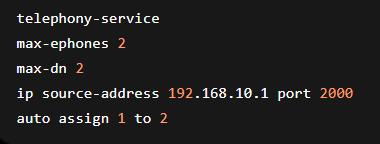 telephony-service
max-ephones 2
max-dn 2
ip source-address 192.168.10.1 port 2000
auto assign 1 to 2